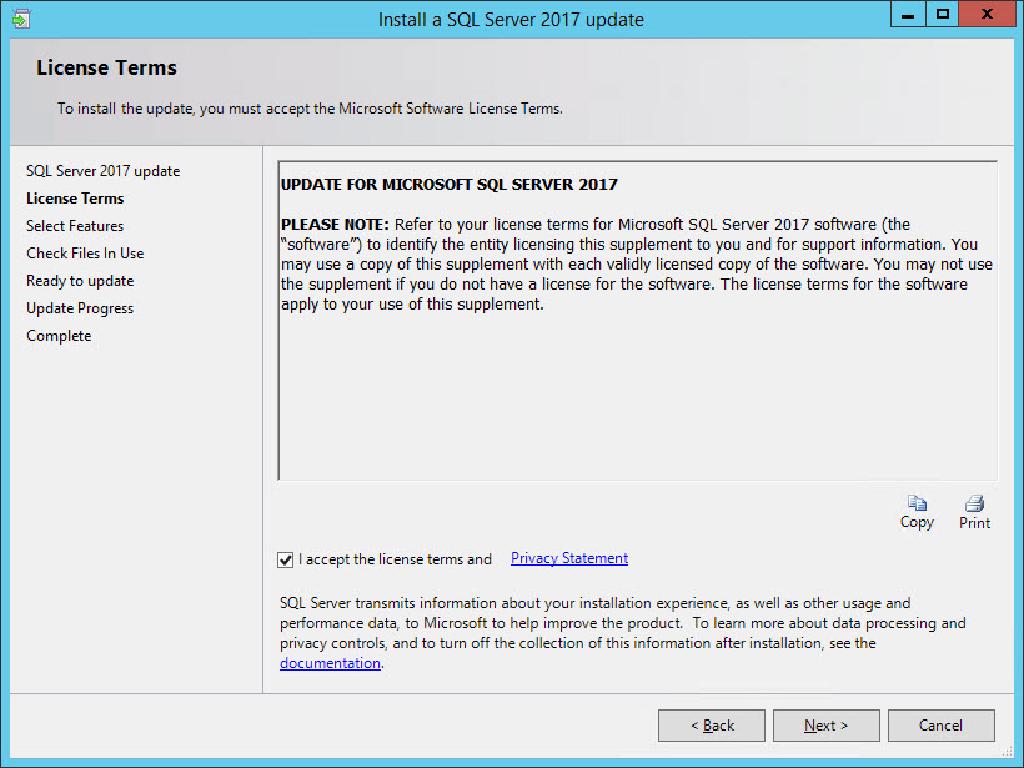 Install a SQL Server 2017 update
License Terms
To install the update, you must accept the Microsoft Software License Terms.
SQL Server 2017 update
License Terms
Select Features
Check Files In Use
Ready to update
Update Progress
Complete
UPDATE FOR MICROSOFT SQL SERVER 2017
PLEASE NOTE: Refer to your license terms for Microsoft SQL Server 2017 software (the
“software”) to identify the entity licensing this supplement to you and for support information. You
may use a copy of this supplement with each validly licensed copy of the software. You may not use
the supplement if you do not have a license for the software. The license terms for the software
apply to your use of this supplement.
Copy Print
I accept the license terms and Privacy Statement
SQL Server transmits information about your installation experience, as well as other usage and
performance data, to Microsoft to help improve the product. To learn more about data processing and
privacy controls, and to turn off the collection of this information after installation, see the
documentation.
< Back Next > Cancel